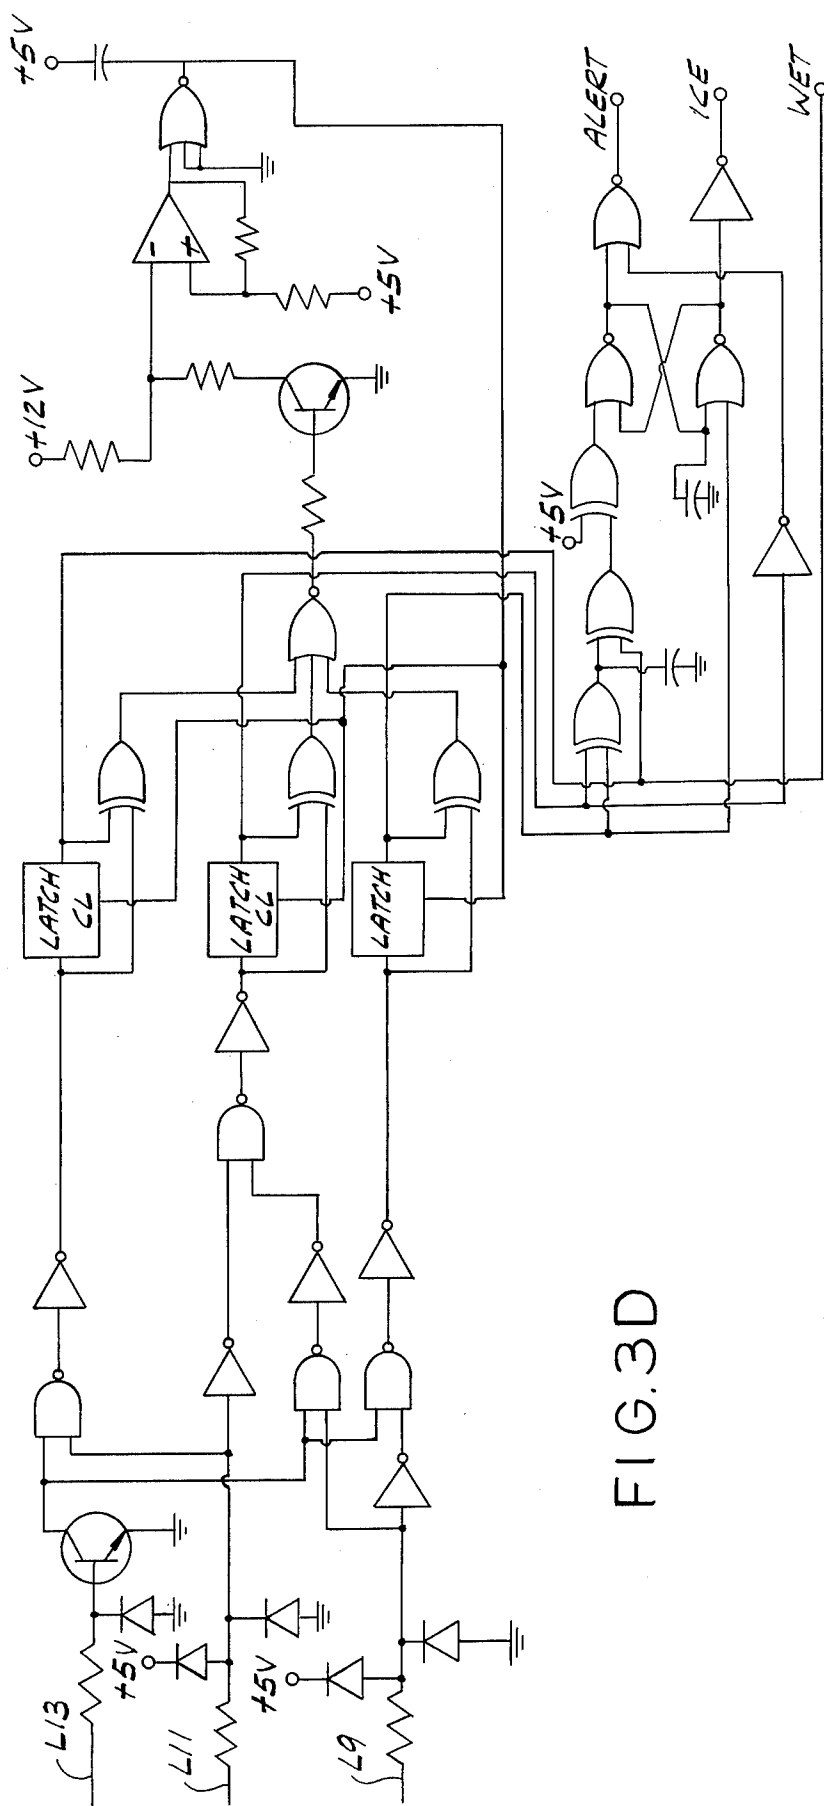 L13
L11
L9
+5V
+5V
LATCH
CL
LATCH
CL
LATCH
+12V
+5V
+5V
+5V
ALERT
ICE
WET
FIG. 3D